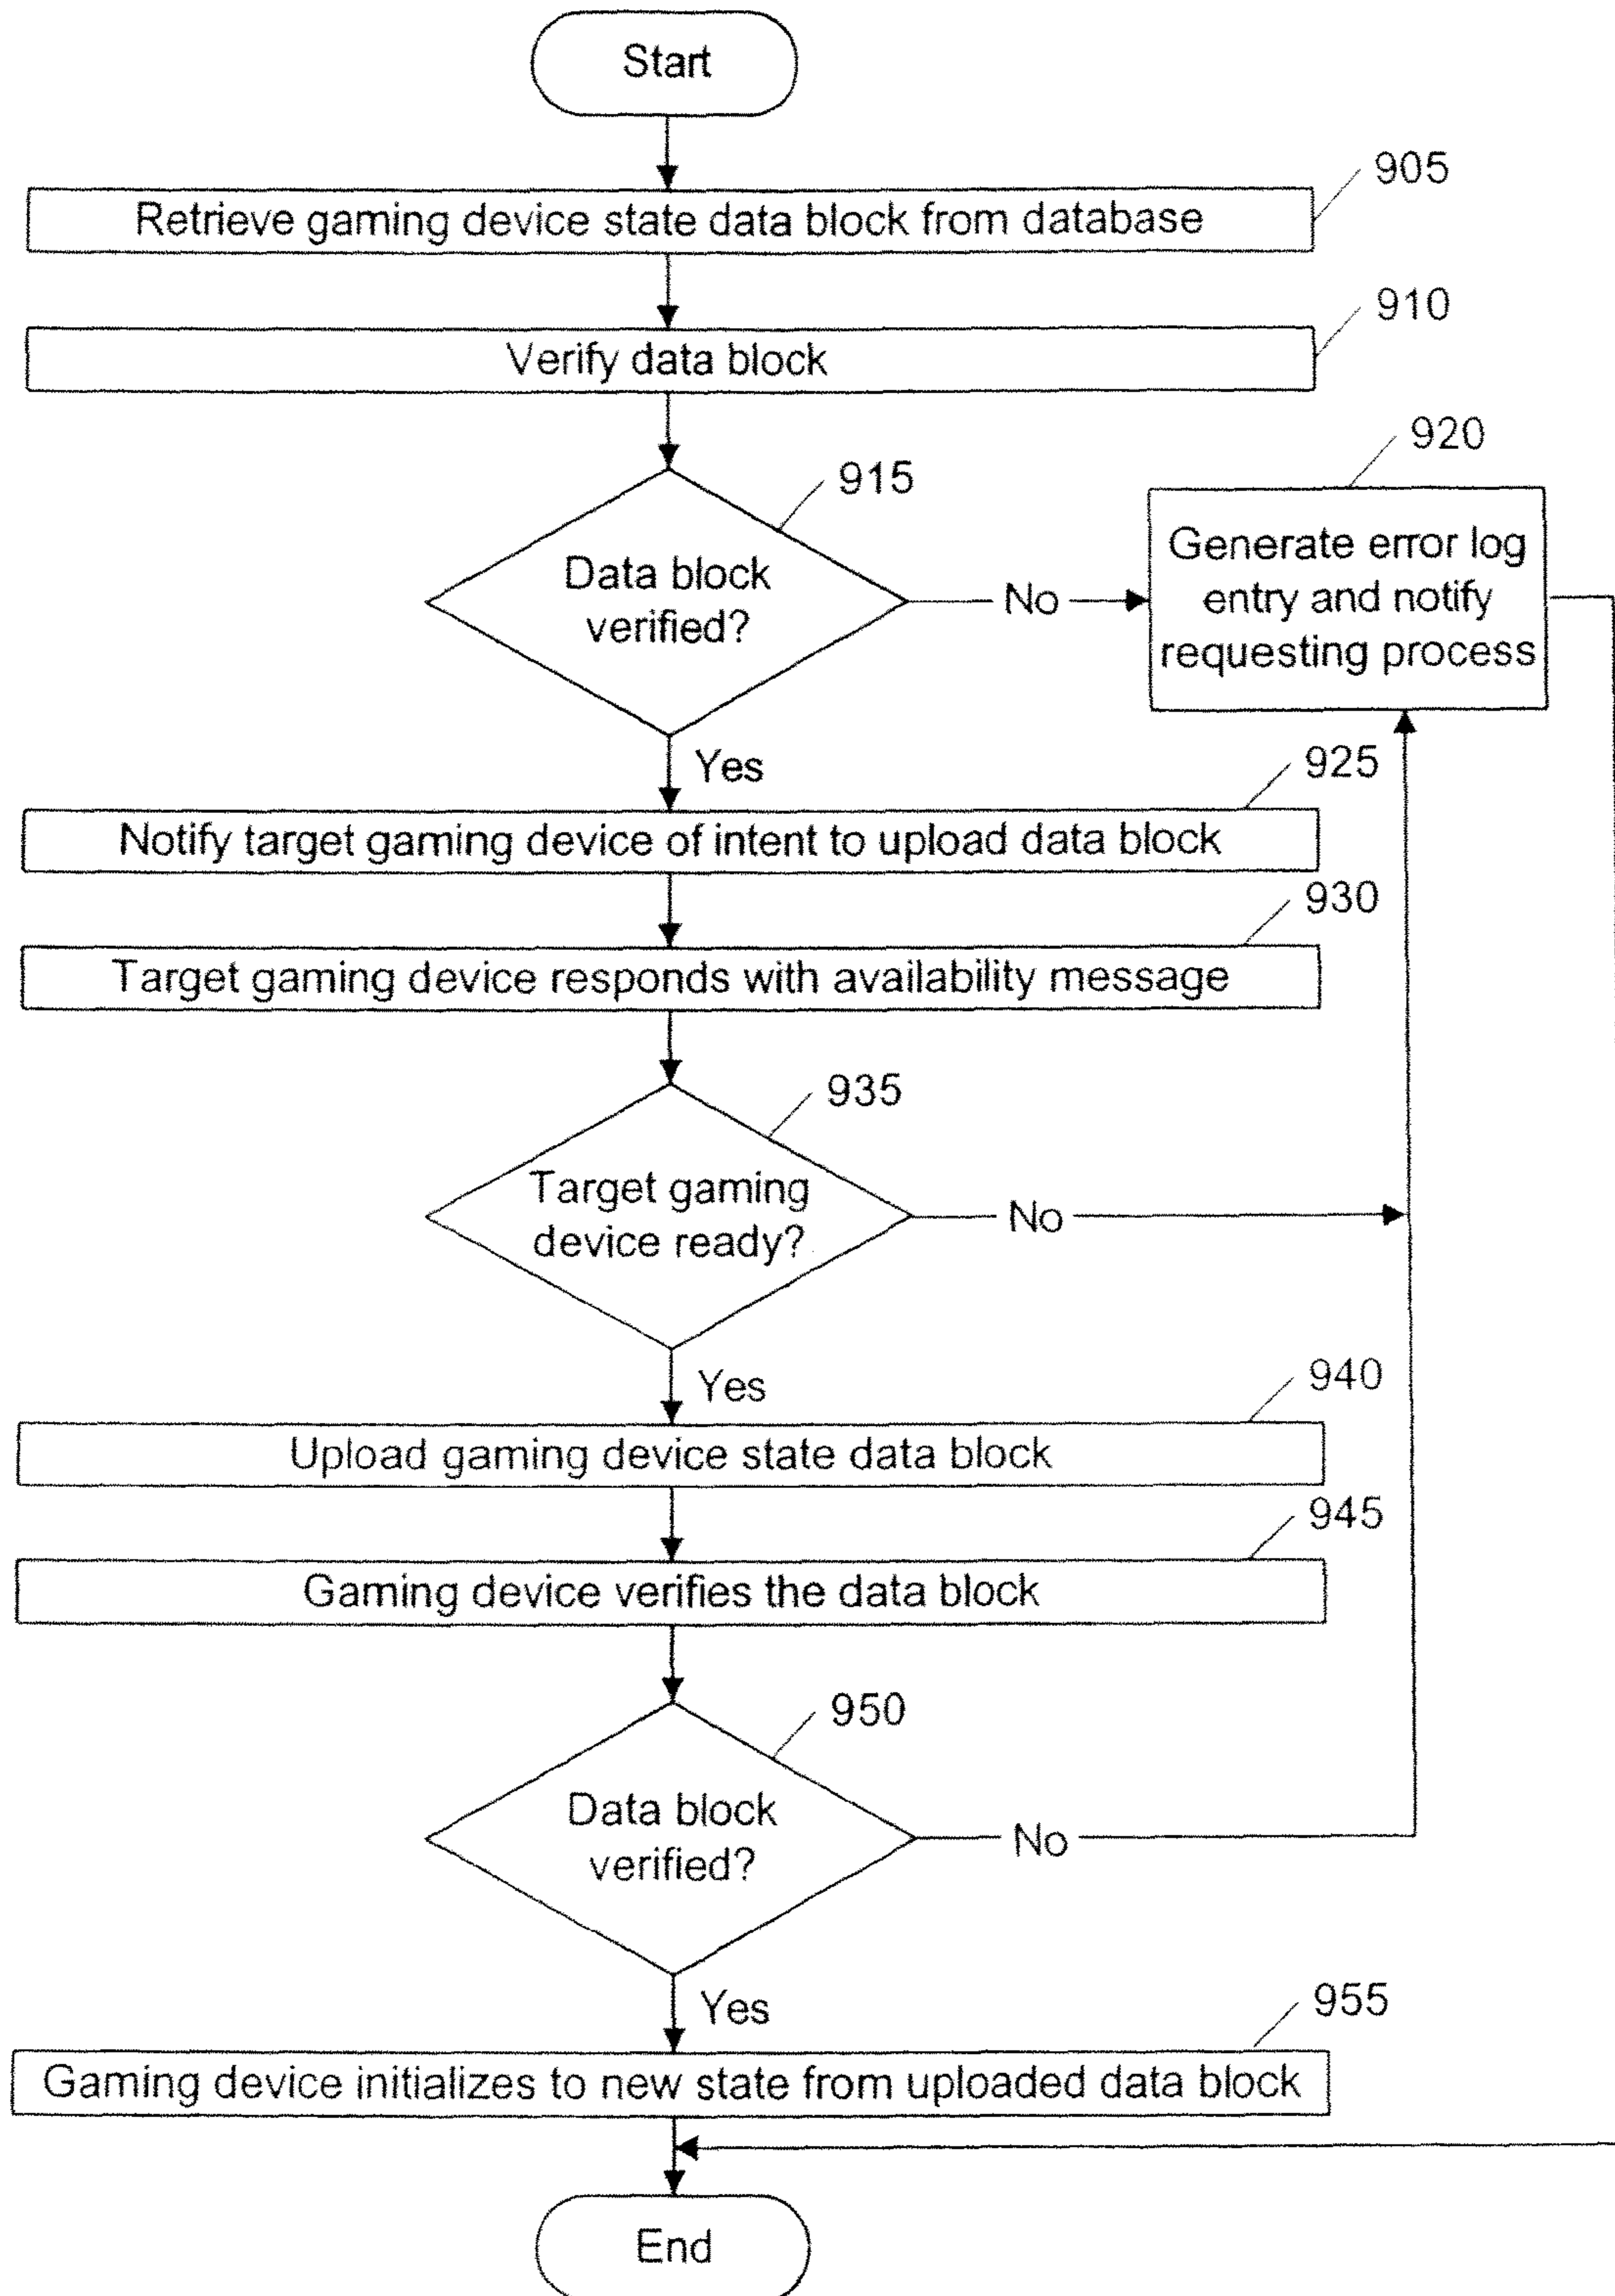 Start
905
Retrieve gaming device state data block from database
910
Verify data block
920
915
Generate error log
entry and notify
requesting process
Data block
verified?
No
Yes
925
Notify target gaming device of intent to upload data block
930
Target gaming device responds with availability message
935
Target gaming
device ready?
No
Yes
940
Upload gaming device state data block
945
Gaming device verifies the data block
950
Data block
verified?
No
Yes
955
Gaming device initializes to new state from uploaded data block
End